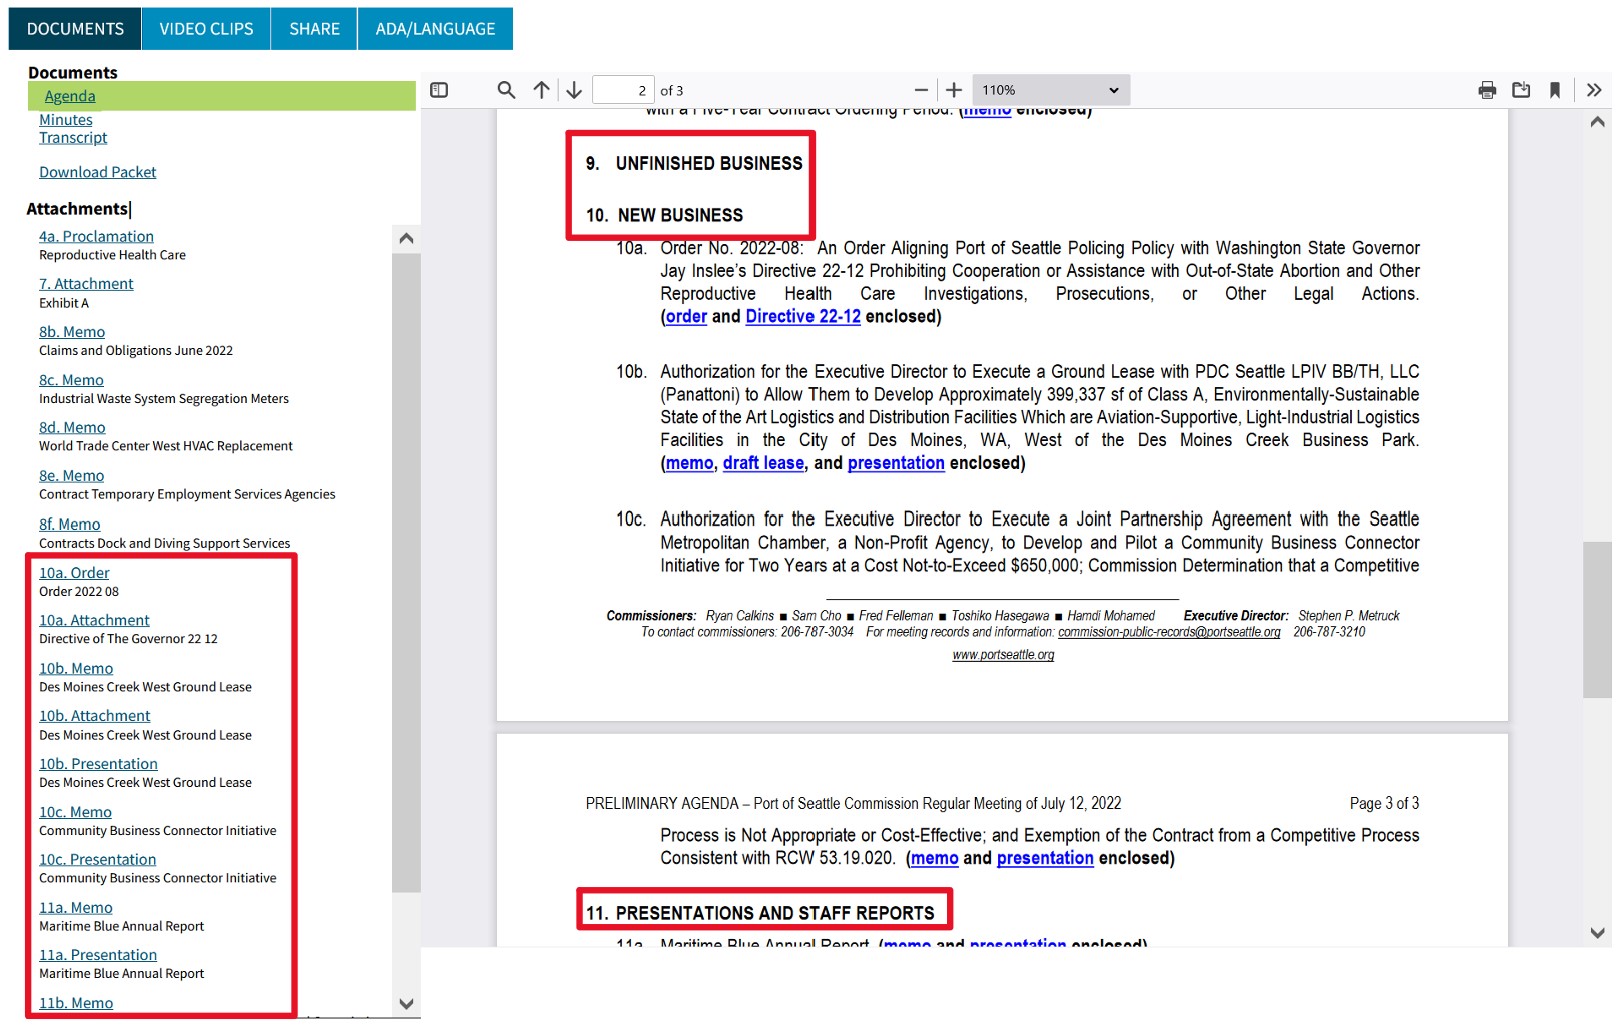 DOCUMENTS VIDEO CLIPS SHARE ADA/LANGUAGE
Documents
Agenda
Minutes
Transcript
Download Packet
Attachments
4a. Proclamation
Reproductive Health Care
7. Attachment
Exhibit A
8b. Memo
Claims and Obligations June 2022
8c. Memo
Industrial Waste System Segregation Meters
8d. Memo
World Trade Center West HVAC Replacement
8e. Memo
Contract Temporary Employment Services Agencies
8f. Memo
Contracts Dock and Diving Support Services
10a. Order
Order 2022 08
10a. Attachment
Directive of The Governor 22 12
10b. Memo
Des Moines Creek West Ground Lease
10b. Attachment
Des Moines Creek West Ground Lease
10b. Presentation
Des Moines Creek West Ground Lease
10c. Memo
Community Business Connector Initiative
10c. Presentation
Community Business Connector Initiative
11a. Memo
Maritime Blue Annual Report
11a. Presentation
Maritime Blue Annual Report
11b. Memo
2 of 3
110%
with a Five-Year Contract Ordering Period. (memo enclosed)
9. UNFINISHED BUSINESS
10. NEW BUSINESS
10a. Order No. 2022-08: An Order Aligning Port of Seattle Policing Policy with Washington State Governor
Jay Inslee's Directive 22-12 Prohibiting Cooperation or Assistance with Out-of-State Abortion and Other
Reproductive Health Care Investigations, Prosecutions, or Other Legal Actions.
(order and Directive 22-12 enclosed)
10b. Authorization for the Executive Director to Execute a Ground Lease with PDC Seattle LPIV BB/TH, LLC
(Panattoni) to Allow Them to Develop Approximately 399,337 sf of Class A, Environmentally-Sustainable
State of the Art Logistics and Distribution Facilities Which are Aviation-Supportive, Light-Industrial Logistics
Facilities in the City of Des Moines, WA, West of the Des Moines Creek Business Park.
(memo, draft lease, and presentation enclosed)
10c. Authorization for the Executive Director to Execute a Joint Partnership Agreement with the Seattle
Metropolitan Chamber, a Non-Profit Agency, to Develop and Pilot a Community Business Connector
Initiative for Two Years at a Cost Not-to-Exceed $650,000; Commission Determination that a Competitive
Commissioners: Ryan Calkins ■ Sam Cho ■ Fred Felleman ■ Toshiko Hasegawa ■ Hamdi Mohamed Executive Director: Stephen P. Metruck
To contact commissioners: 206-787-3034 For meeting records and information: commission-public-records@portseattle.org 206-787-3210
www.portseattle.org
PRELIMINARY AGENDA – Port of Seattle Commission Regular Meeting of July 12, 2022 Page 3 of 3
Process is Not Appropriate or Cost-Effective; and Exemption of the Contract from a Competitive Process
Consistent with RCW 53.19.020. (memo and presentation enclosed)
11. PRESENTATIONS AND STAFF REPORTS
11a. Maritime Blue Annual Report. (memo and presentation enclosed)